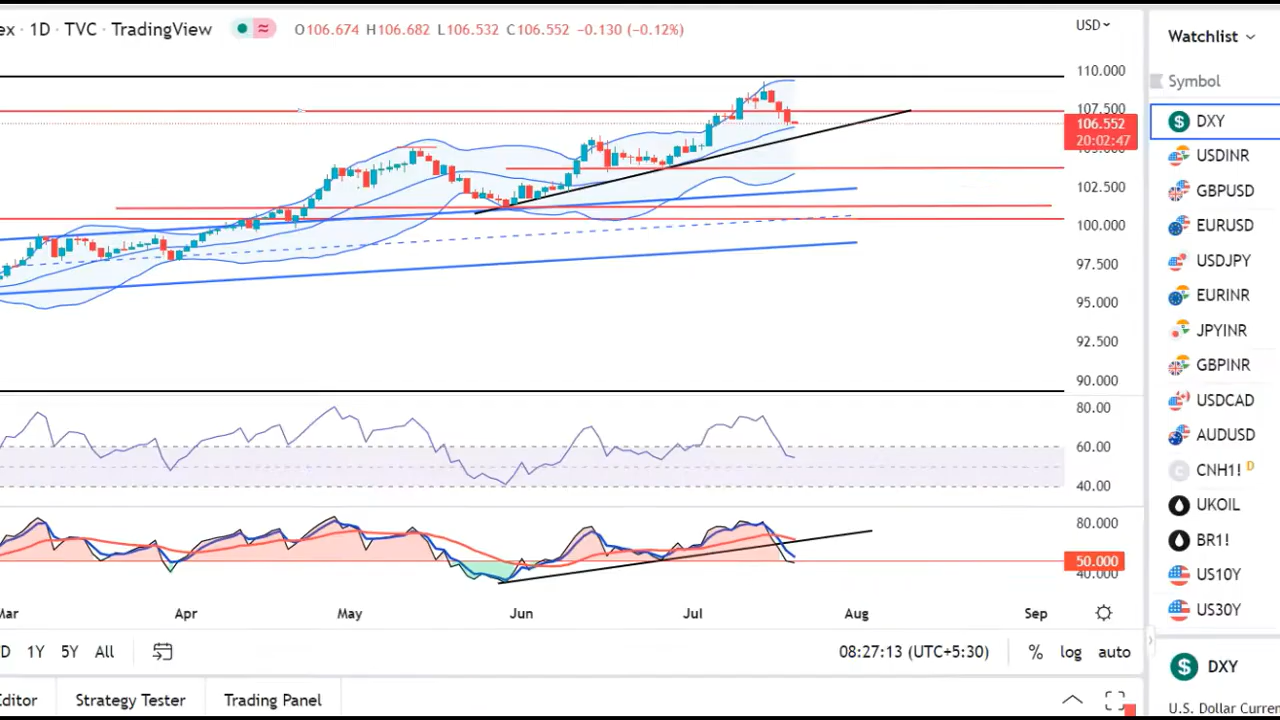 ex · 1D · TVC · TradingView
O106.674 H106.682 L106.532 C106.552 −0.130 (−0.12%)
USD
110.000
107.500
106.552
20:02:47
102.500
100.000
97.500
95.000
92.500
90.000
80.00
60.00
40.00
80.000
50.000
40.000
Mar
Apr
May
Jun
Jul
Aug
Sep
D 1Y 5Y All
08:27:13 (UTC+5:30)
% log auto
Editor
Strategy Tester
Trading Panel
Watchlist
Symbol
DXY
USDINR
GBPUSD
EURUSD
USDJPY
EURINR
JPYINR
GBPINR
USDCAD
AUDUSD
CNH1! D
UKOIL
BR1!
US10Y
US30Y
DXY
U.S. Dollar Curren